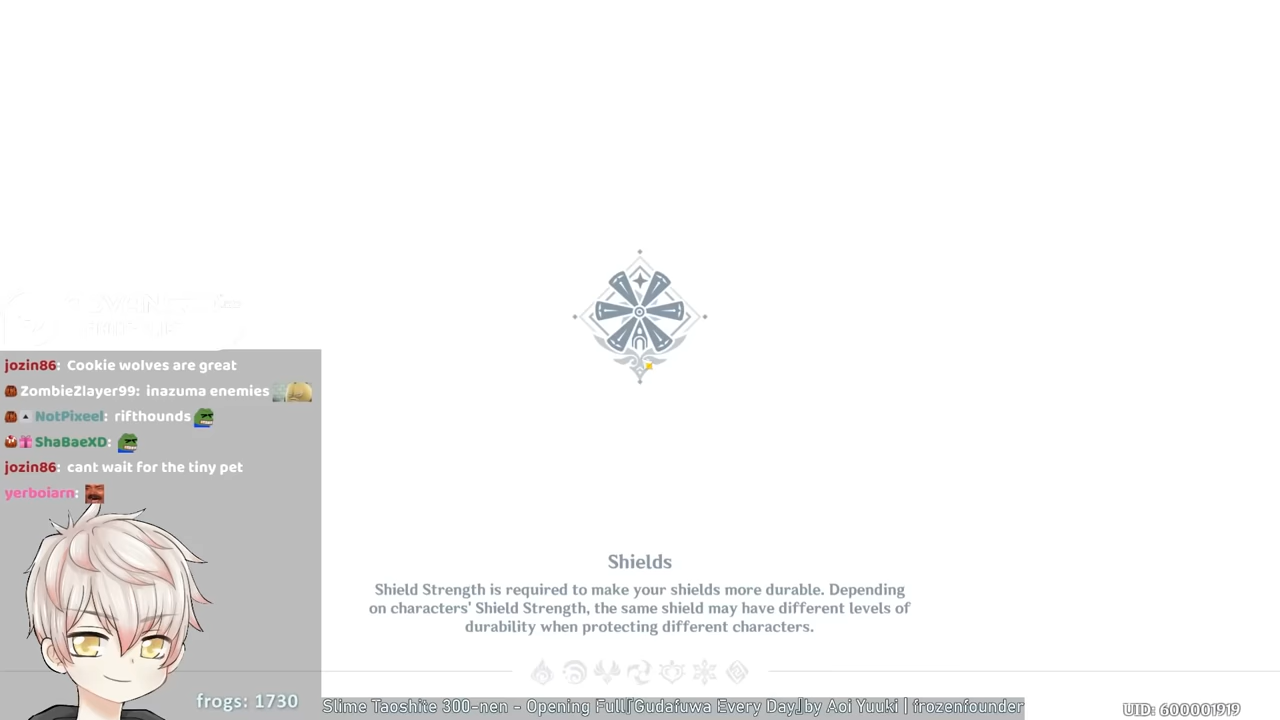 jozin86: Cookie wolves are great
ZombieZlayer99: inazuma enemies
NotPixeel: rifthounds
ShaBaeXD:
jozin86: cant wait for the tiny pet
yerboiarn:
Shields
Shield Strength is required to make your shields more durable. Depending
on characters' Shield Strength, the same shield may have different levels of
durability when protecting different characters.
frogs: 1730
Slime Taoshite 300-nen - Opening Full『Gudafuwa Every Day』by Aoi Yuuki | frozenfounder
UID: 600001919